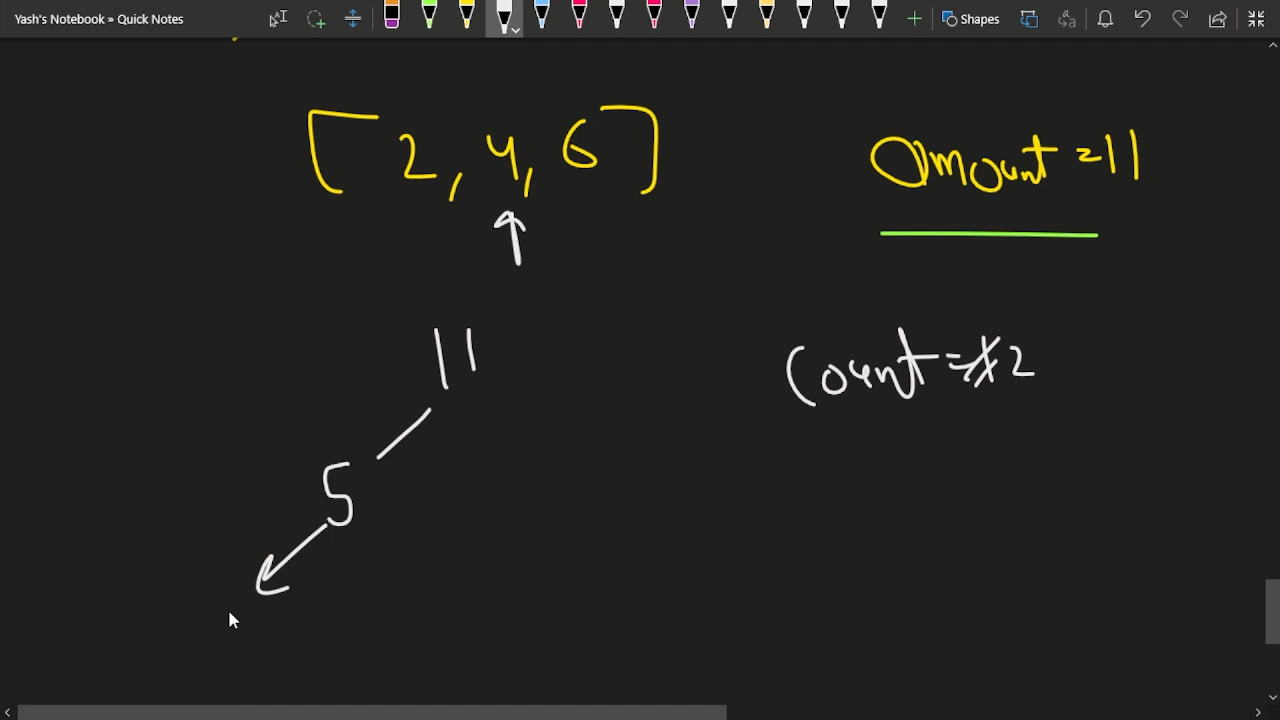 Yash's Notebook » Quick Notes
Shapes
[2, 4, 6]
amount = 11
11
Count = 2
5